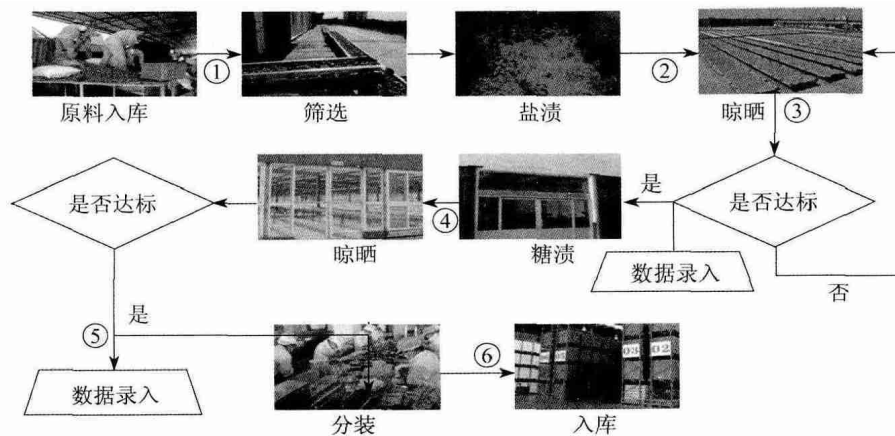 ①
②
③
原料入库
筛选
盐渍
晾晒
是否达标
④
是
是否达标
晾晒
糖渍
数据录入
否
⑤
是
⑥
03 02
数据录入
分装
入库